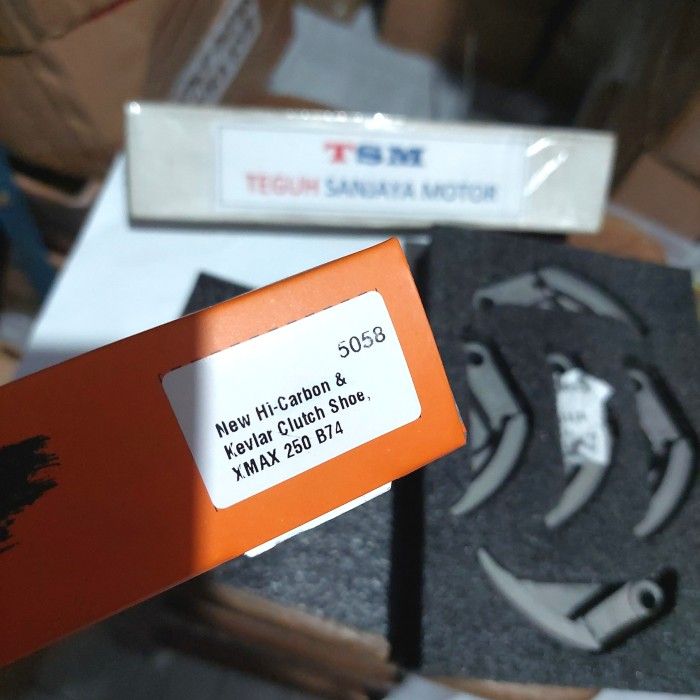 TSM
TEGUH SANJAYA MOTOR
5058
New Hi-Carbon &
Kevlar Clutch Shoe,
XMAX 250 B74